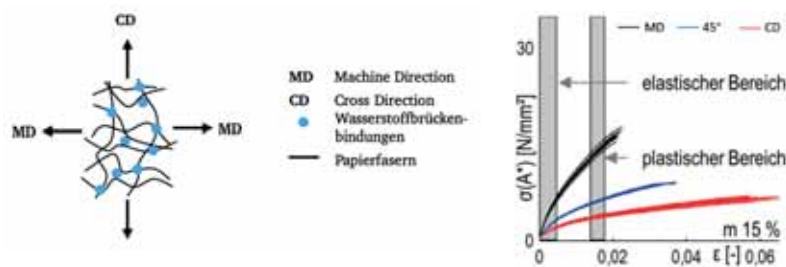 CD
MD
MD
MD Machine Direction
CD Cross Direction
Wasserstoffbrücken-
bindungen
Papierfasern
MD 45° CD
30
elastischer Bereich
plastischer Bereich
σ(A*) [N/mm²]
m 15 %
0
0 0,02 0,04 ε [-] 0,06